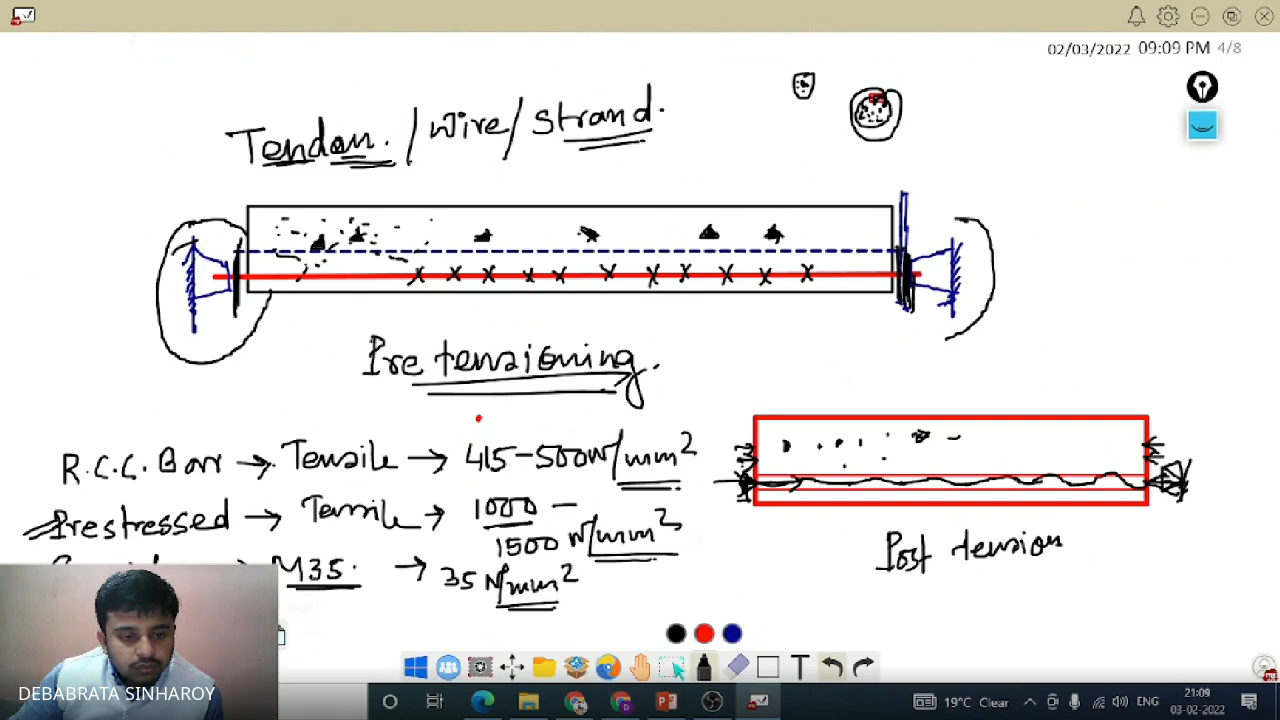 02/03/2022 09:09 PM 4/8
Tendon. / Wire / Strand.
Pre tensioning.
R.C.C. Bar → Tensile → 415-500 N/mm²
Prestressed → Tensile → 1000 -
1500 N/mm²
M35. → 35 N/mm²
Post tension
DEBABRATA SINHAROY
T
19°C Clear
ENG
21:09
03-02-2022